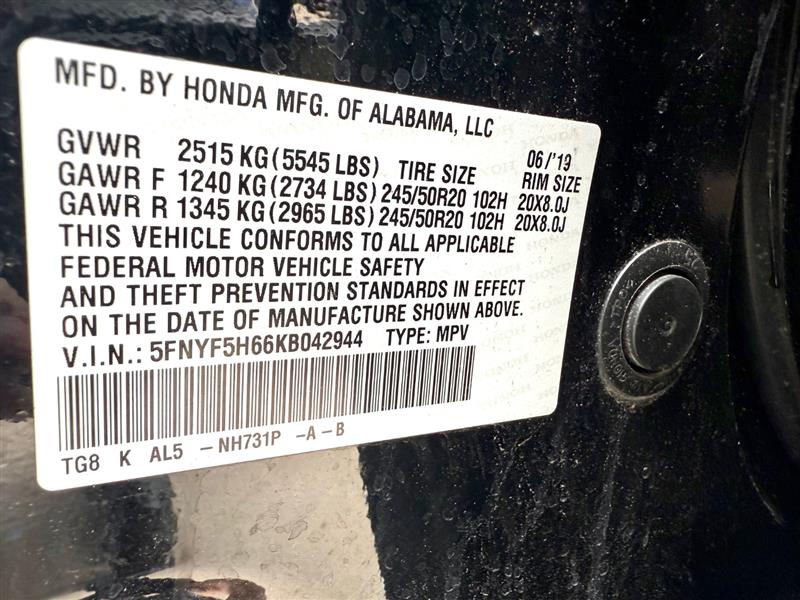 MFD. BY HONDA MFG. OF ALABAMA, LLC
GVWR 2515 KG (5545 LBS) TIRE SIZE 06/'19 RIM SIZE
GAWR F 1240 KG (2734 LBS) 245/50R20 102H 20X8.0J
GAWR R 1345 KG (2965 LBS) 245/50R20 102H 20X8.0J
THIS VEHICLE CONFORMS TO ALL APPLICABLE
FEDERAL MOTOR VEHICLE SAFETY
AND THEFT PREVENTION STANDARDS IN EFFECT
ON THE DATE OF MANUFACTURE SHOWN ABOVE.
V.I.N.: 5FNYF5H66KB042944 TYPE: MPV
TG8 K AL5 -NH731P -A-B